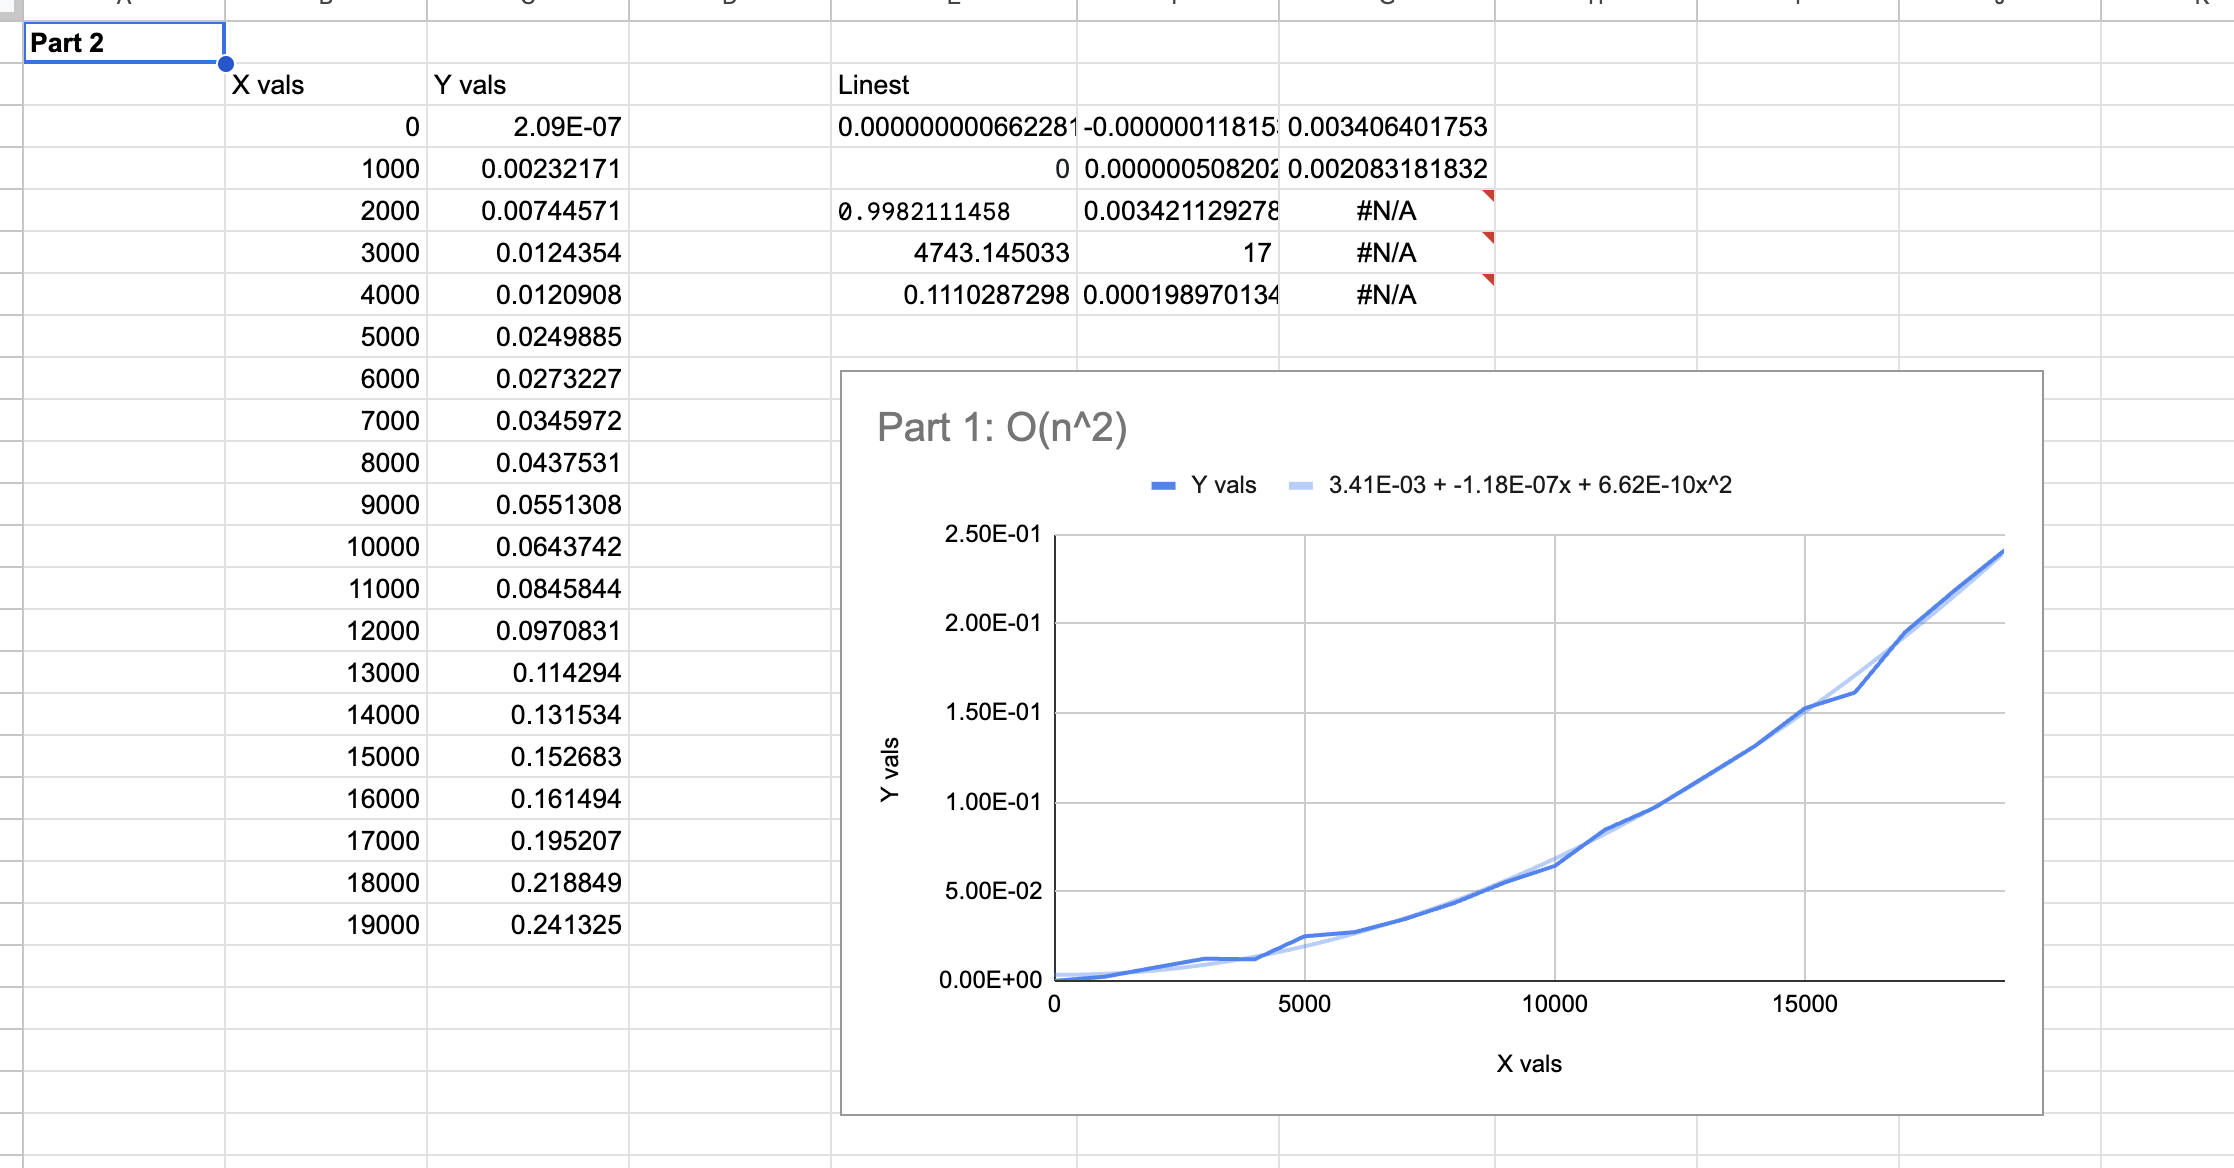 Part 2
X vals Y vals Linest
0 2.09E-07 0.000000000662281 -0.00000011815 0.003406401753
1000 0.00232171 0 0.000000508202 0.002083181832
2000 0.00744571 0.9982111458 0.003421129278 #N/A
3000 0.0124354 4743.145033 17 #N/A
4000 0.0120908 0.1110287298 0.000198970134 #N/A
5000 0.0249885
6000 0.0273227
7000 0.0345972
8000 0.0437531
9000 0.0551308
10000 0.0643742
11000 0.0845844
12000 0.0970831
13000 0.114294
14000 0.131534
15000 0.152683
16000 0.161494
17000 0.195207
18000 0.218849
19000 0.241325
Part 1: O(n^2)
Y vals 3.41E-03 + -1.18E-07x + 6.62E-10x^2
2.50E-01
2.00E-01
1.50E-01
1.00E-01
5.00E-02
0.00E+00
Y vals
0 5000 10000 15000
X vals